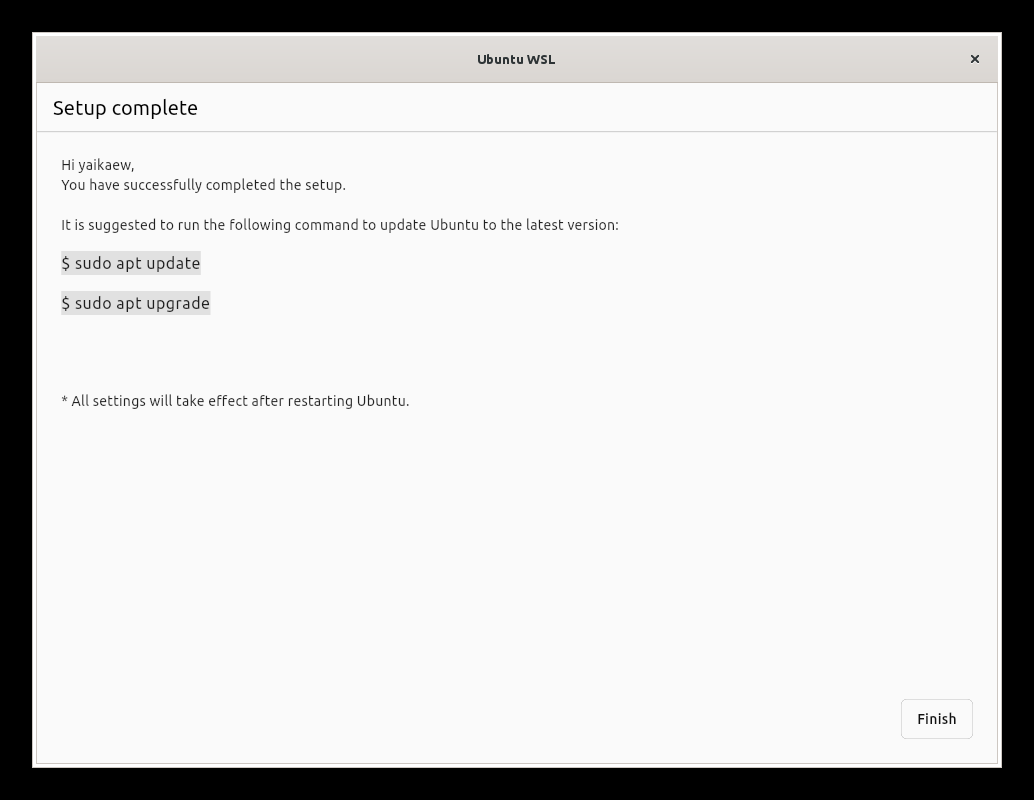 Ubuntu WSL
Setup complete
Hi yaikaew,
You have successfully completed the setup.
It is suggested to run the following command to update Ubuntu to the latest version:
$ sudo apt update
$ sudo apt upgrade
* All settings will take effect after restarting Ubuntu.
Finish